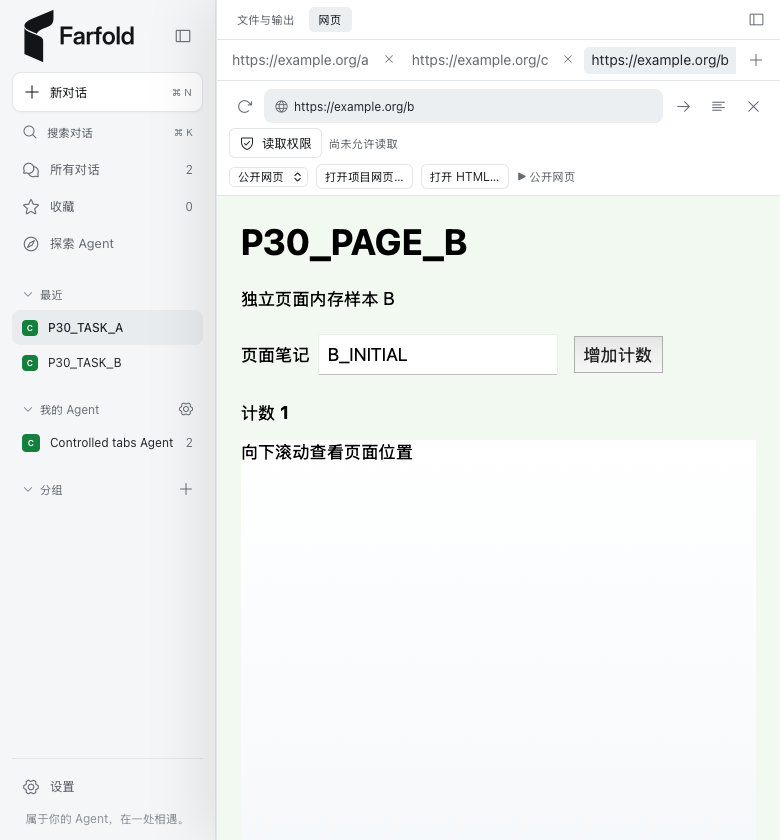 Farfold
新对话 ⌘ N
搜索对话 ⌘ K
所有对话 2
收藏 0
探索 Agent
最近
C P30_TASK_A
C P30_TASK_B
我的 Agent
C Controlled tabs Agent 2
分组
设置
属于你的 Agent，在一处相遇。
文件与输出 网页
https://example.org/a https://example.org/c https://example.org/b
https://example.org/b
读取权限 尚未允许读取
公开网页 打开项目网页... 打开 HTML... 公开网页
P30_PAGE_B
独立页面内存样本 B
页面笔记 B_INITIAL 增加计数
计数 1
向下滚动查看页面位置